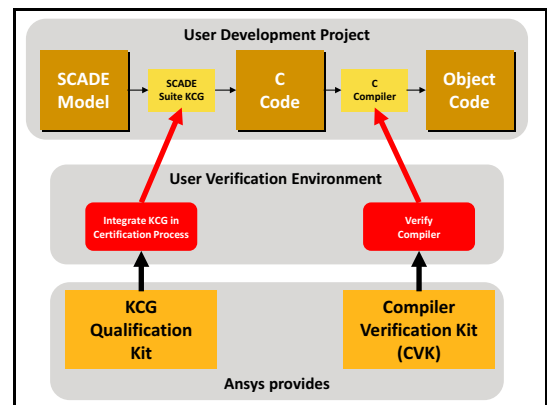 User Development Project
SCADE
Model
SCADE
Suite KCG
C
Code
C
Compiler
Object
Code
User Verification Environment
Integrate KCG in
Certification Process
Verify
Compiler
KCG
Qualification
Kit
Compiler
Verification Kit
(CVK)
Ansys provides